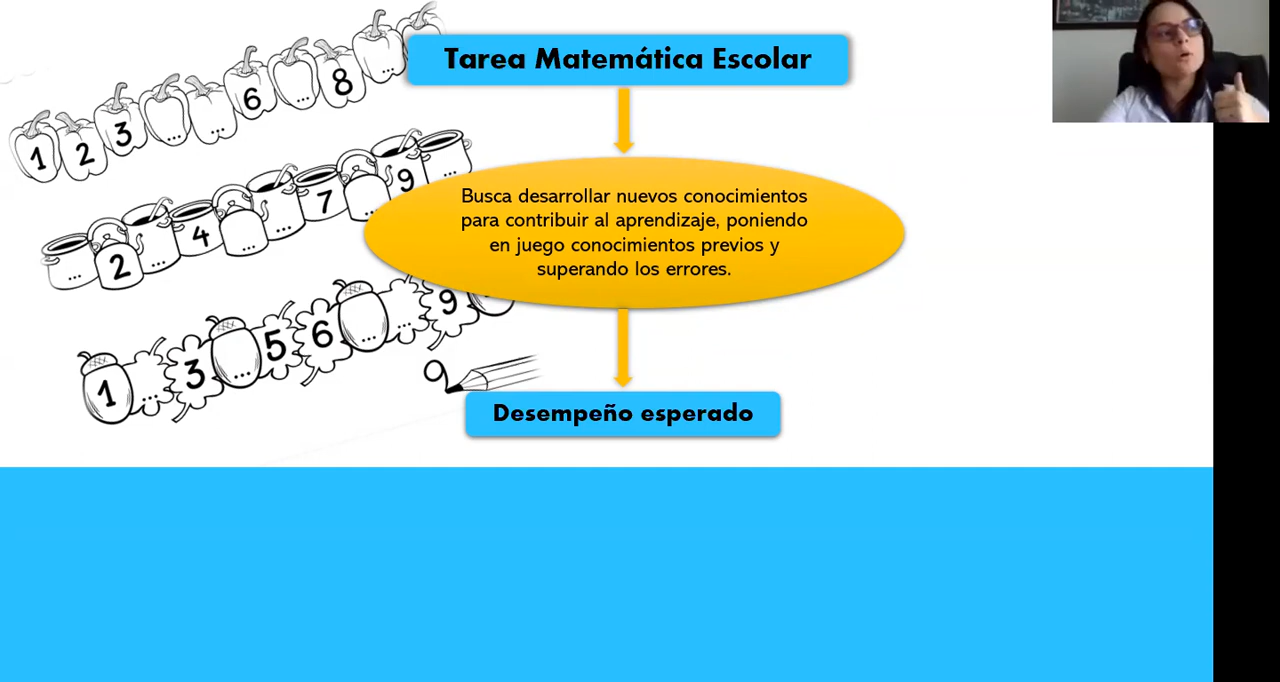 Tarea Matemática Escolar
1 2 3 ... ... 6 ... 8 ...
Busca desarrollar nuevos conocimientos
para contribuir al aprendizaje, poniendo
en juego conocimientos previos y
superando los errores.
... 2 ... 4 ... ... 7 ... 9
1 ... 3 ... 5 6 ... ... 9
9
Desempeño esperado